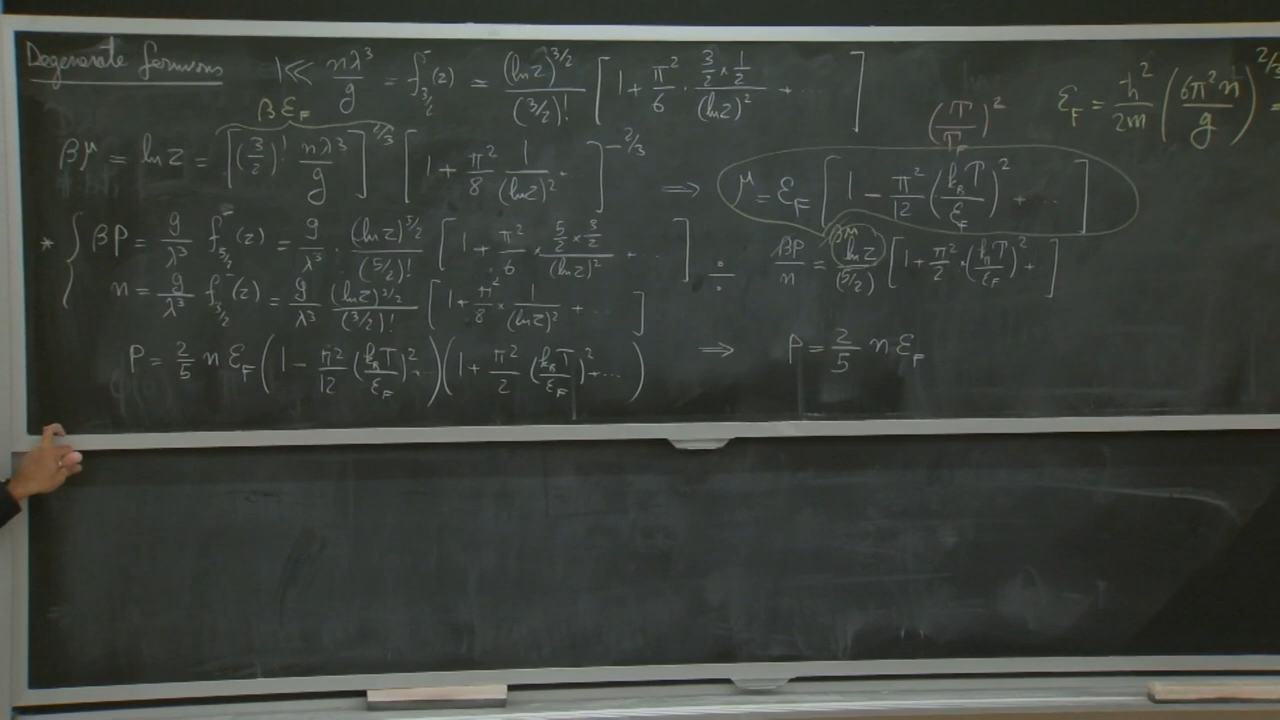 Degenerate fermions 1 ≪ nλ³/g = f⁻_{3/2}(z) = (ln z)^{3/2}/(3/2)! [1 + π²/6 · (3/2 × 1/2)/(ln z)² + ...]
(T/T_F)² ε_F = ħ²/2m (6π²n/g)^{2/3} =
βε_F
βμ = ln z = [(3/2)! nλ³/g]^{2/3} [1 + π²/8 1/(ln z)² ..]^{-2/3} ⟹ μ = ε_F [1 - π²/12 (k_B T/ε_F)² + ...]
* { βP = g/λ³ f⁻_{5/2}(z) = g/λ³ · (ln z)^{5/2}/(5/2)! [1 + π²/6 × (5/2 × 3/2)/(ln z)² + ..]
n = g/λ³ f⁻_{3/2}(z) = g/λ³ (ln z)^{3/2}/(3/2)! [1 + π²/8 × 1/(ln z)² + ...]
÷ βP/n = ln z/(5/2) [1 + π²/2 × (k_B T/ε_F)² + ..]
βμ
P = 2/5 n ε_F (1 - π²/12 (k_B T/ε_F)² ..)(1 + π²/2 (k_B T/ε_F)² + ...) ⟹ P = 2/5 n ε_F